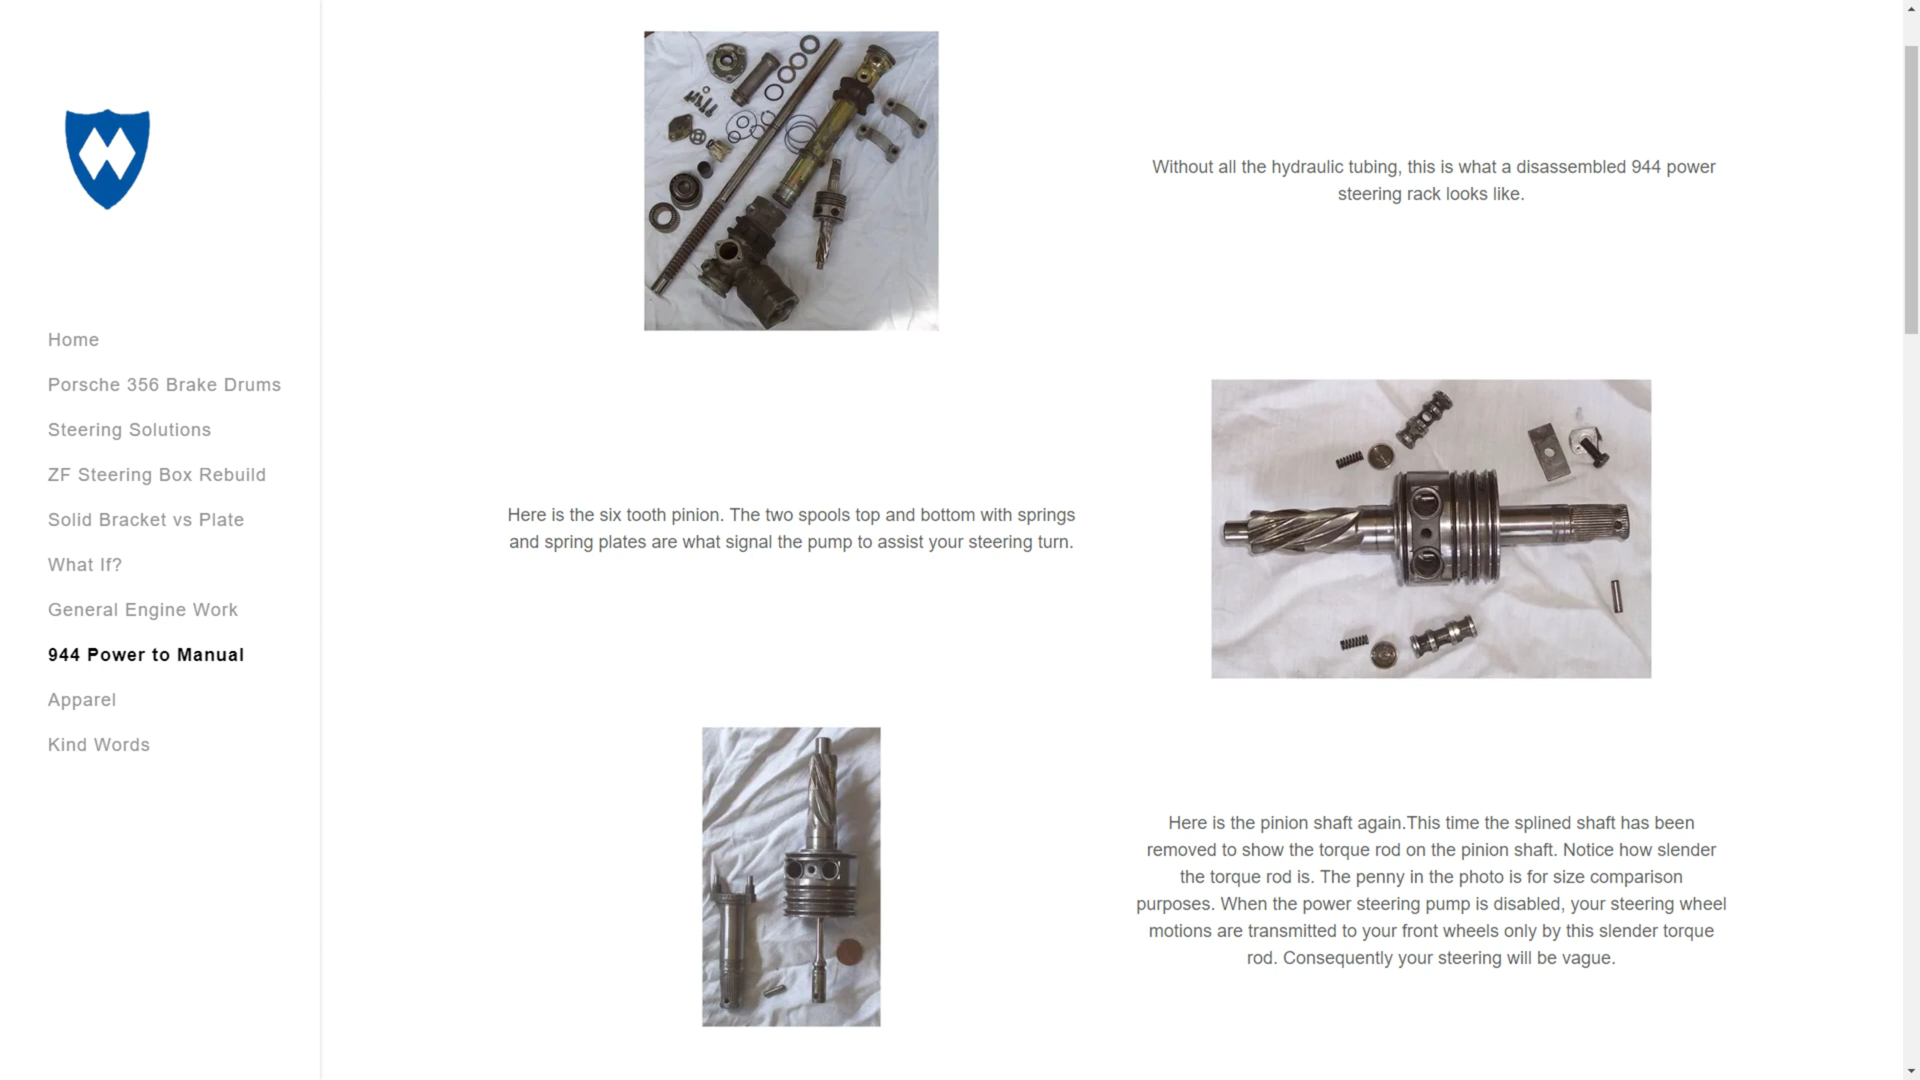 Home
Porsche 356 Brake Drums
Steering Solutions
ZF Steering Box Rebuild
Solid Bracket vs Plate
What If?
General Engine Work
944 Power to Manual
Apparel
Kind Words
Without all the hydraulic tubing, this is what a disassembled 944 power
steering rack looks like.
Here is the six tooth pinion. The two spools top and bottom with springs
and spring plates are what signal the pump to assist your steering turn.
Here is the pinion shaft again.This time the splined shaft has been
removed to show the torque rod on the pinion shaft. Notice how slender
the torque rod is. The penny in the photo is for size comparison
purposes. When the power steering pump is disabled, your steering wheel
motions are transmitted to your front wheels only by this slender torque
rod. Consequently your steering will be vague.